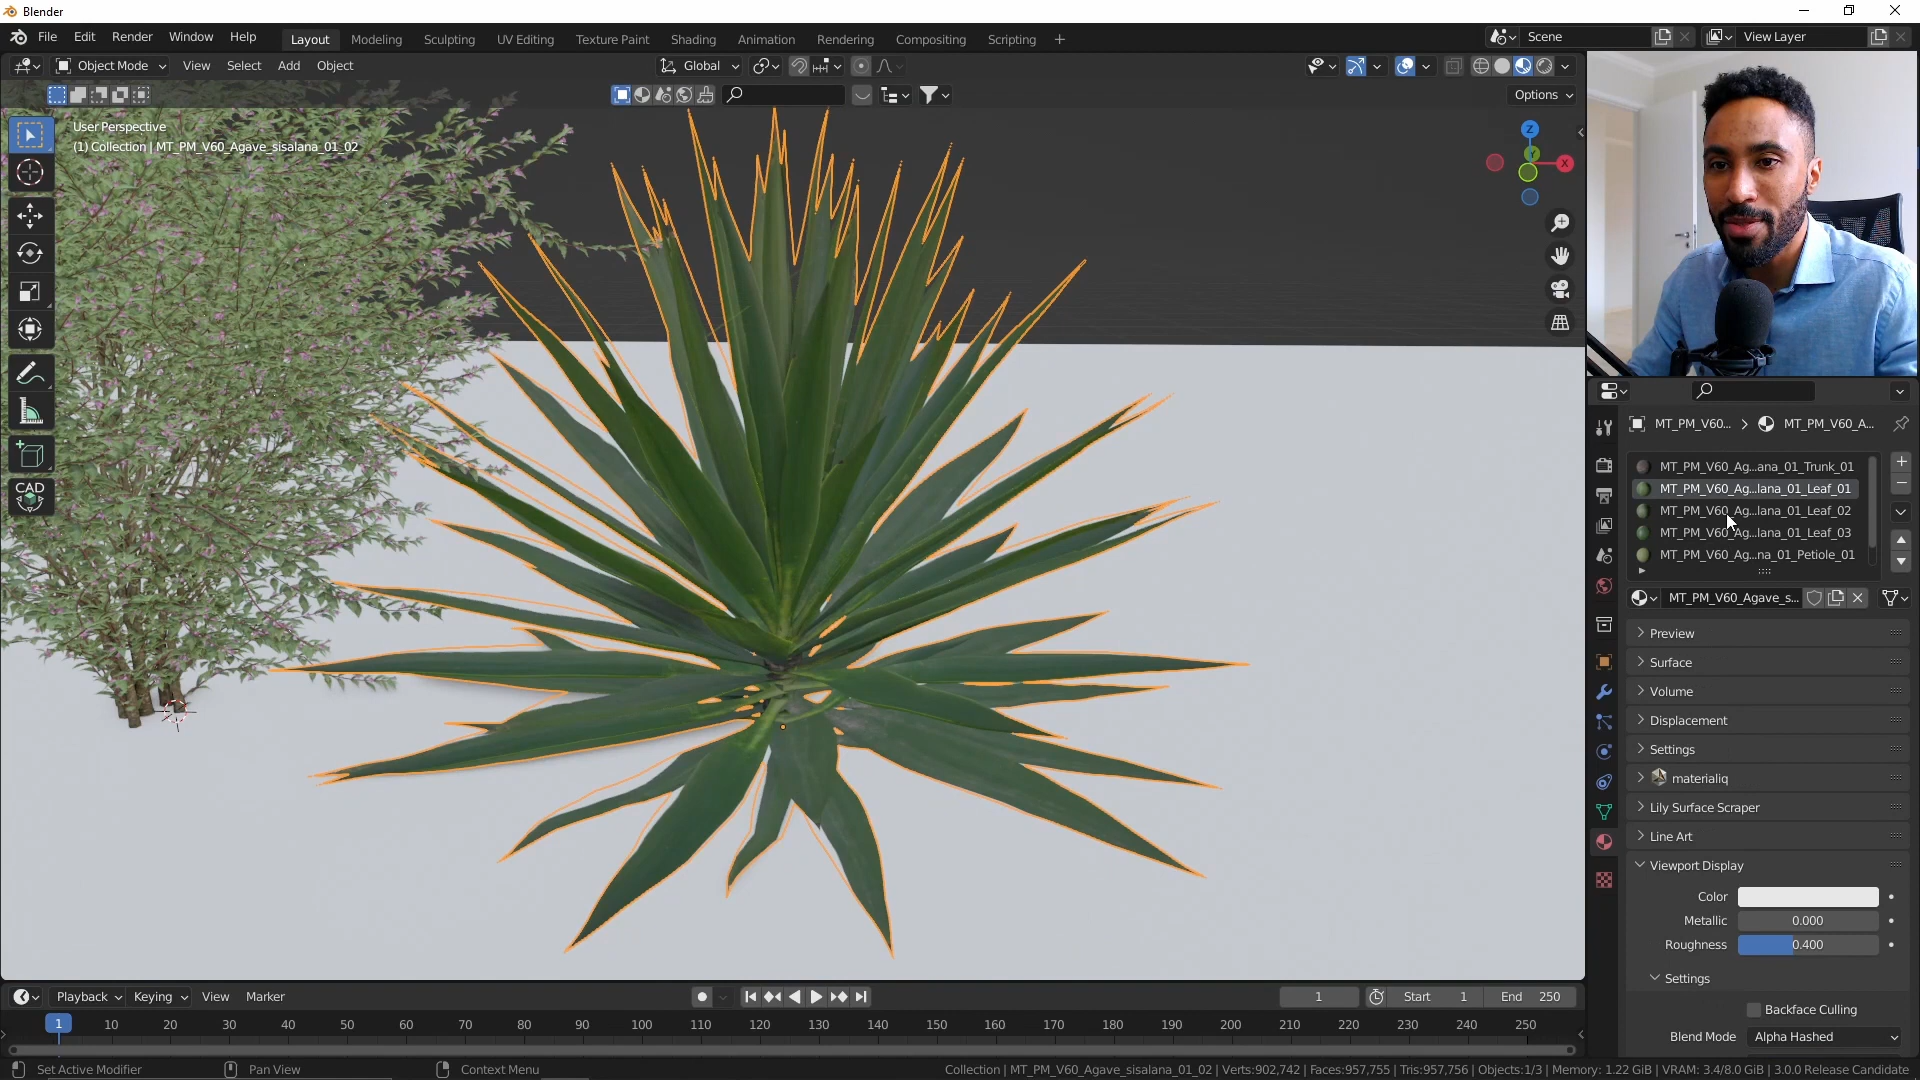 Blender
File Edit Render Window Help
Layout Modeling Sculpting UV Editing Texture Paint Shading Animation Rendering Compositing Scripting +
Scene
View Layer
Object Mode View Select Add Object
Global
Options
User Perspective
(1) Collection | MT_PM_V60_Agave_sisalana_01_02
Z
Y
X
CAD
MT_PM_V60... > MT_PM_V60_A...
MT_PM_V60_Ag...ana_01_Trunk_01
MT_PM_V60_Ag...lana_01_Leaf_01
MT_PM_V60_Ag...lana_01_Leaf_02
MT_PM_V60_Ag...lana_01_Leaf_03
MT_PM_V60_Ag...na_01_Petiole_01
MT_PM_V60_Agave_s...
Preview
Surface
Volume
Displacement
Settings
materialiq
Lily Surface Scraper
Line Art
Viewport Display
Color
Metallic 0.000
Roughness 0.400
Settings
Backface Culling
Blend Mode Alpha Hashed
Playback Keying View Marker
1 Start 1 End 250
1 10 20 30 40 50 60 70 80 90 100 110 120 130 140 150 160 170 180 190 200 210 220 230 240 250
Set Active Modifier Pan View Context Menu
Collection | MT_PM_V60_Agave_sisalana_01_02 | Verts:902,742 | Faces:957,755 | Tris:957,756 | Objects:1/3 | Memory: 1.22 GiB | VRAM: 3.4/8.0 GiB | 3.0.0 Release Candidate